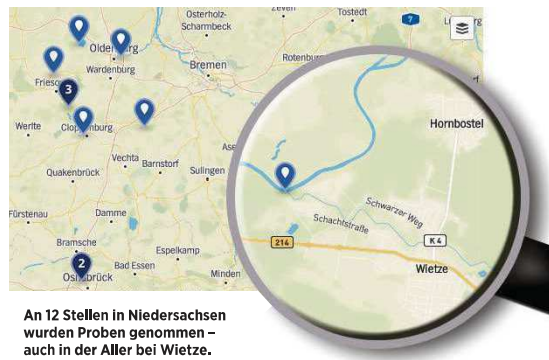 Osterholz-
Scharmbeck
Zeven
Tostedt
7
Oldenburg
Wardenburg
Bremen
Rotenburg
Friesoy
3
Werlte
Cloppenburg
Vechta
Barnstorf
Sulingen
Quakenbrück
Fürstenau
Damme
Bramsche
2
Osnabrück
Bad Essen
Espelkamp
Minden
Hornbostel
Schwarzer Weg
Schachtstraße
214
K 4
Wietze
An 12 Stellen in Niedersachsen
wurden Proben genommen –
auch in der Aller bei Wietze.